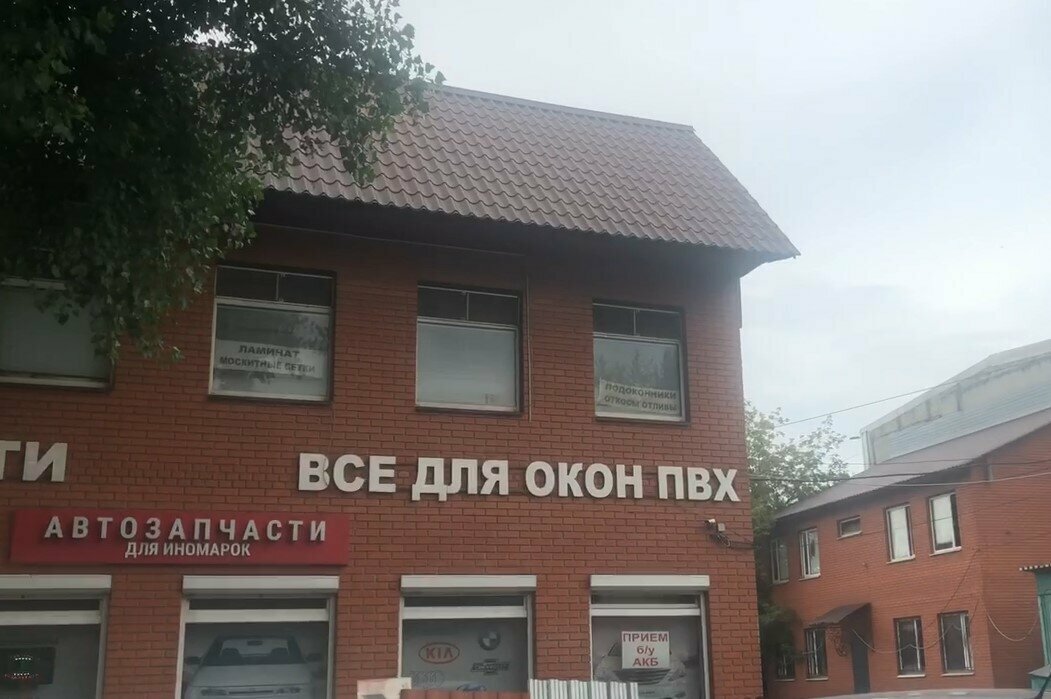 ЛАМИНАТ
МОСКИТНЫЕ СЕТКИ
ПОДОКОННИКИ
ОТКОСЫ ОТЛИВЫ
ТИ
ВСЕ ДЛЯ ОКОН ПВХ
АВТОЗАПЧАСТИ
ДЛЯ ИНОМАРОК
KIA
ПРИЕМ
б/у
АКБ